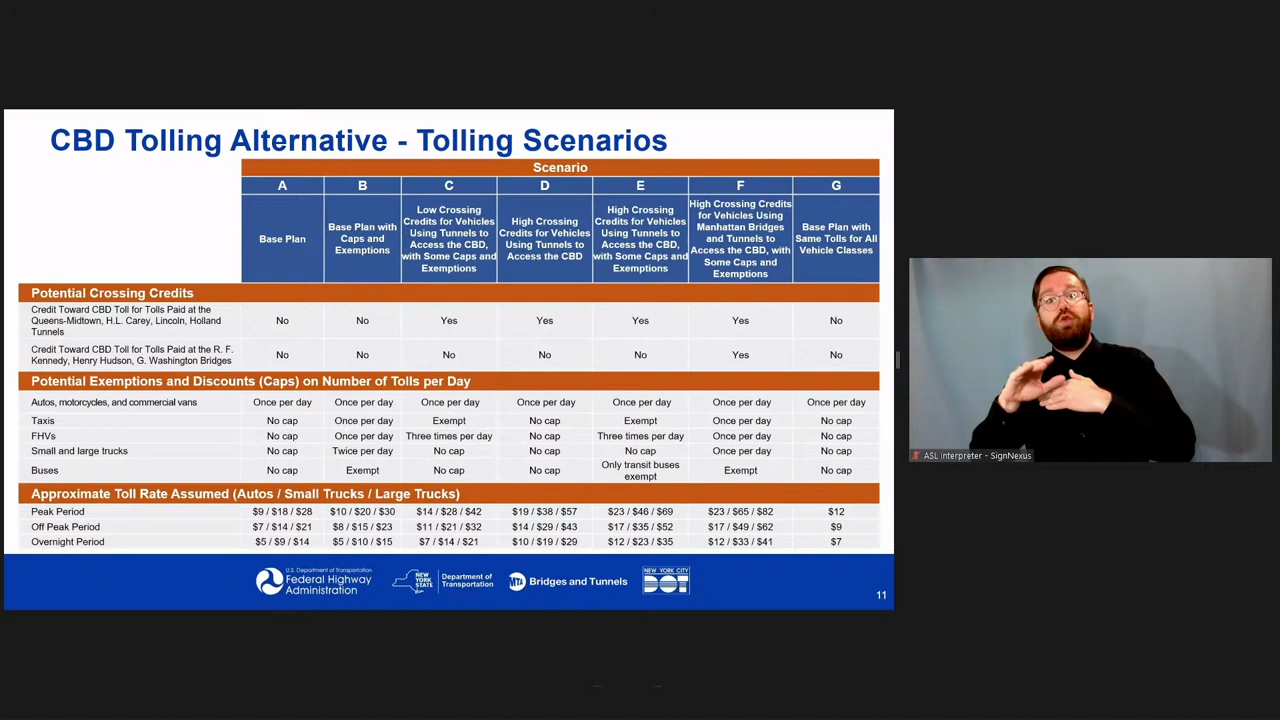 CBD Tolling Alternative - Tolling Scenarios
Scenario
A B C D E F G
Base Plan
Base Plan with
Caps and
Exemptions
Low Crossing
Credits for Vehicles
Using Tunnels to
Access the CBD,
with Some Caps and
Exemptions
High Crossing
Credits for Vehicles
Using Tunnels to
Access the CBD
High Crossing
Credits for Vehicles
Using Tunnels to
Access the CBD,
with Some Caps and
Exemptions
High Crossing Credits
for Vehicles Using
Manhattan Bridges
and Tunnels to
Access the CBD, with
Some Caps and
Exemptions
Base Plan with
Same Tolls for All
Vehicle Classes
Potential Crossing Credits
Credit Toward CBD Toll for Tolls Paid at the
Queens-Midtown, H.L. Carey, Lincoln, Holland
Tunnels
No No Yes Yes Yes Yes No
Credit Toward CBD Toll for Tolls Paid at the R. F.
Kennedy, Henry Hudson, G. Washington Bridges
No No No No No Yes No
Potential Exemptions and Discounts (Caps) on Number of Tolls per Day
Autos, motorcycles, and commercial vans Once per day Once per day Once per day Once per day Once per day Once per day Once per day
Taxis No cap Once per day Exempt No cap Exempt Once per day No cap
FHVs No cap Once per day Three times per day No cap Three times per day Once per day No cap
Small and large trucks No cap Twice per day No cap No cap No cap Once per day No cap
Buses No cap Exempt No cap No cap Only transit buses
exempt Exempt No cap
Approximate Toll Rate Assumed (Autos / Small Trucks / Large Trucks)
Peak Period $9 / $18 / $28 $10 / $20 / $30 $14 / $28 / $42 $19 / $38 / $57 $23 / $46 / $69 $23 / $65 / $82 $12
Off Peak Period $7 / $14 / $21 $8 / $15 / $23 $11 / $21 / $32 $14 / $29 / $43 $17 / $35 / $52 $17 / $49 / $62 $9
Overnight Period $5 / $9 / $14 $5 / $10 / $15 $7 / $14 / $21 $10 / $19 / $29 $12 / $23 / $35 $12 / $33 / $41 $7
U.S. Department of Transportation
Federal Highway
Administration
NEW
YORK
STATE
Department of
Transportation
MTA Bridges and Tunnels
NEW YORK CITY
DOT
11
ASL Interpreter - SignNexus